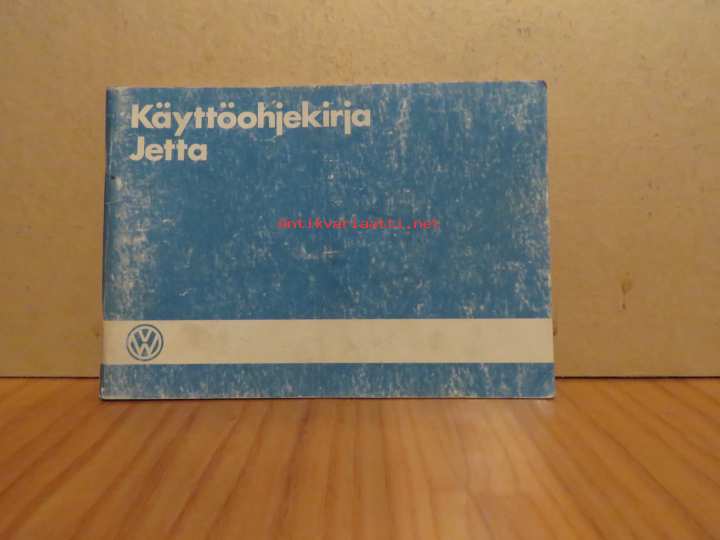 Käyttöohjekirja
Jetta
Antikvariaatti.net
VW